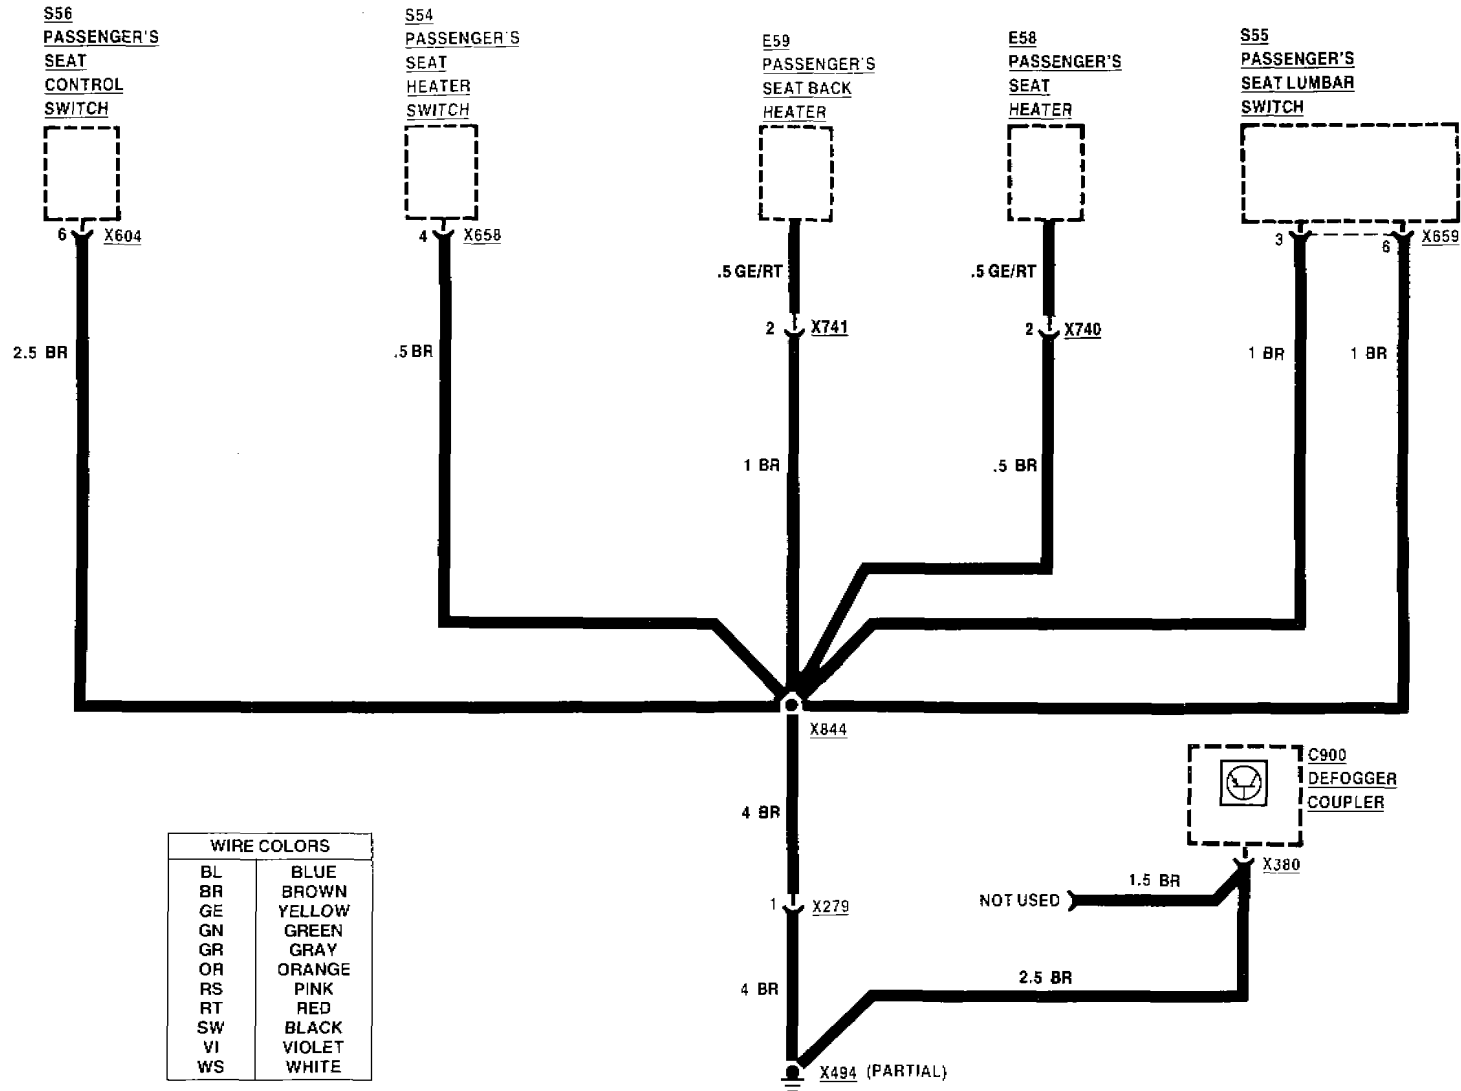 S56
PASSENGER'S
SEAT
CONTROL
SWITCH
S54
PASSENGER'S
SEAT
HEATER
SWITCH
E59
PASSENGER'S
SEAT BACK
HEATER
E58
PASSENGER'S
SEAT
HEATER
S55
PASSENGER'S
SEAT LUMBAR
SWITCH
6 X604
4 X658
3
6 X659
.5 GE/RT
.5 GE/RT
2 X741
2 X740
2.5 BR
.5 BR
1 BR
1 BR
1 BR
.5 BR
X844
C900
DEFOGGER
COUPLER
4 BR
X380
1.5 BR
NOT USED
1 X279
2.5 BR
4 BR
X494 (PARTIAL)
WIRE COLORS
BL BLUE
BR BROWN
GE YELLOW
GN GREEN
GR GRAY
OR ORANGE
RS PINK
RT RED
SW BLACK
VI VIOLET
WS WHITE